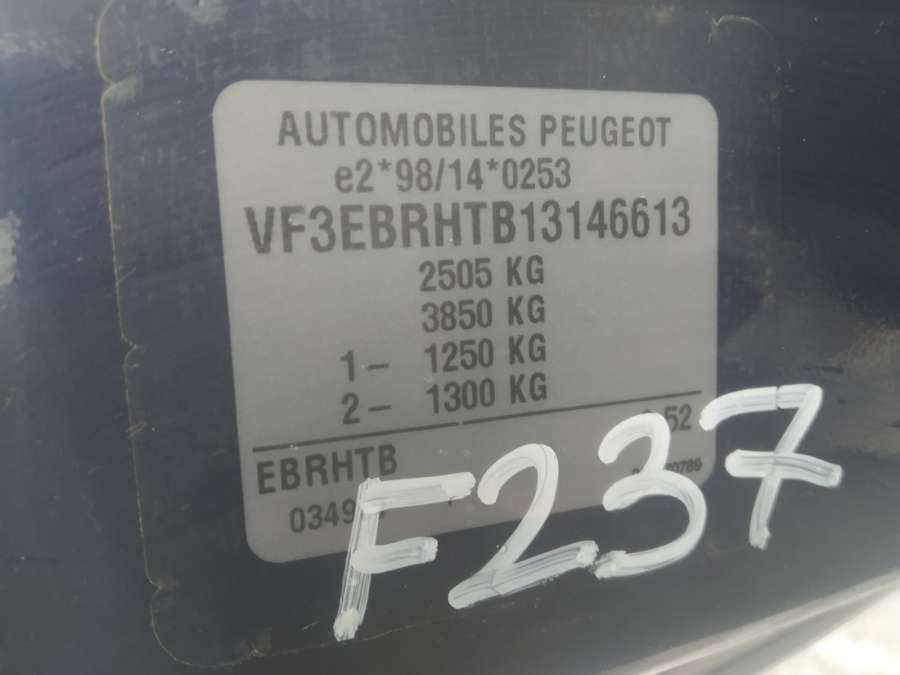 AUTOMOBILES PEUGEOT
e2*98/14*0253
VF3EBRHTB13146613
2505 KG
3850 KG
1– 1250 KG
2– 1300 KG
EBRHTB
F237